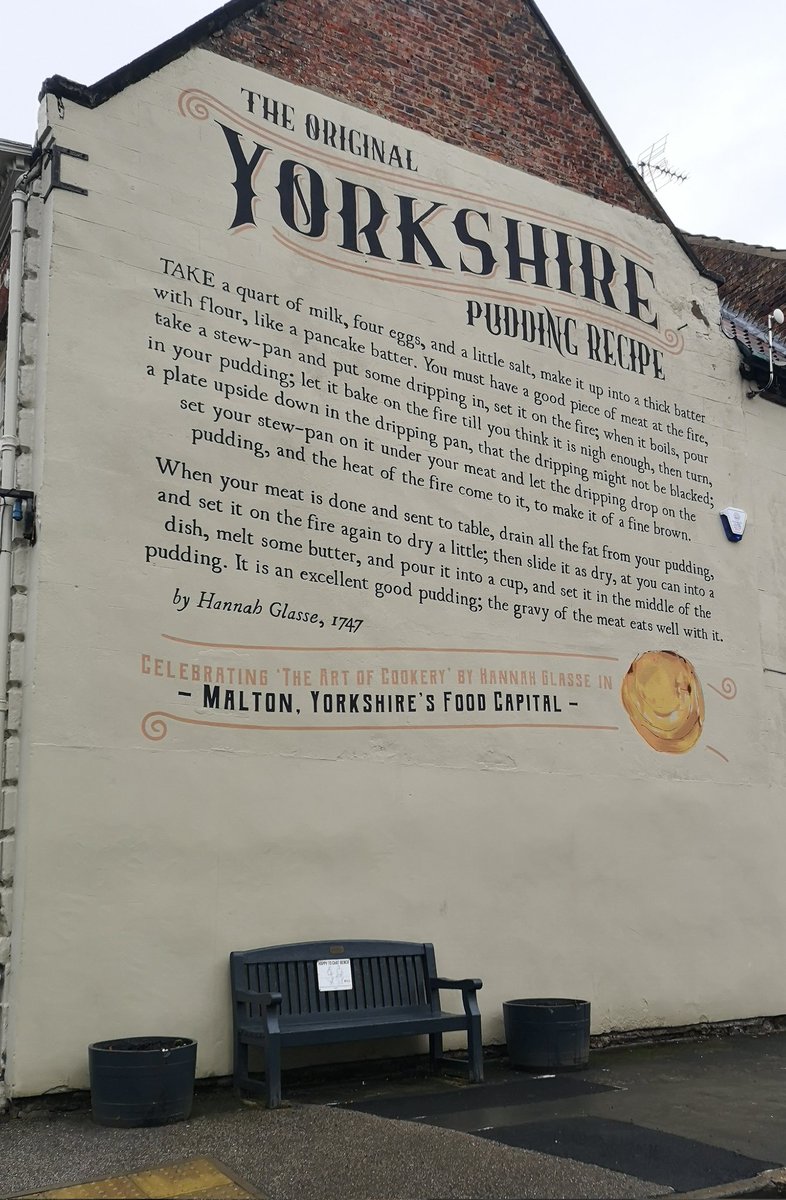 THE ORIGINAL
YORKSHIRE
PUDDING RECIPE
TAKE a quart of milk, four eggs, and a little salt, make it up into a thick batter
with flour, like a pancake batter. You must have a good piece of meat at the fire,
take a stew-pan and put some dripping in, set it on the fire; when it boils, pour
in your pudding; let it bake on the fire till you think it is nigh enough, then turn,
a plate upside down in the dripping pan, that the dripping might not be blacked;
set your stew-pan on it under your meat and let the dripping drop on the
pudding, and the heat of the fire come to it, to make it of a fine brown.
When your meat is done and sent to table, drain all the fat from your pudding,
and set it on the fire again to dry a little; then slide it as dry, at you can into a
dish, melt some butter, and pour it into a cup, and set it in the middle of the
pudding. It is an excellent good pudding; the gravy of the meat eats well with it.
by Hannah Glasse, 1747
CELEBRATING 'THE ART OF COOKERY' BY HANNAH GLASSE IN
– MALTON, YORKSHIRE'S FOOD CAPITAL –
HAPPY TO CHAT BENCH